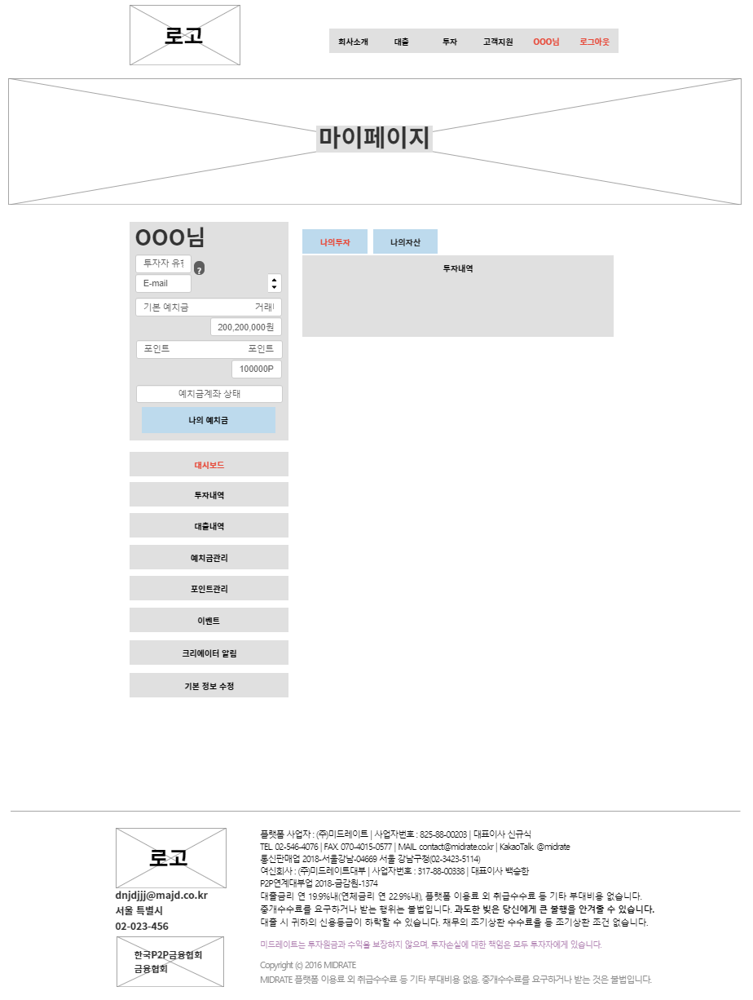 로고
회사소개 대출 투자 고객지원 OOO님 로그아웃
마이페이지
OOO님
투자자 유형
?
E-mail
기본 예치금 거래
200,200,000원
포인트 포인트
100000P
예치금계좌 상태
나의 예치금
나의투자 나의자산
투자내역
대시보드
투자내역
대출내역
예치금관리
포인트관리
이벤트
크리에이터 알림
기본 정보 수정
로고
dnjdjjj@majd.co.kr
서울 특별시
02-023-456
한국P2P금융협회
금융협회
플랫폼 사업자 : (주)미드레이트 | 사업자번호 : 825-88-00203 | 대표이사 신규식
TEL. 02-546-4076 | FAX. 070-4015-0577 | MAIL. contact@midrate.co.kr | KakaoTalk. @midrate
통신판매업 2018-서울강남-04669 서울 강남구청(02-3423-5114)
여신회사 : (주)미드레이트대부 | 사업자번호 : 317-88-00338 | 대표이사 백승한
P2P연계대부업 2018-금감원-1374
대출금리 연 19.9%내(연체금리 연 22.9%내), 플랫폼 이용료 외 취급수수료 등 기타 부대비용 없습니다.
중개수수료를 요구하거나 받는 행위는 불법입니다. 과도한 빚은 당신에게 큰 불행을 안겨줄 수 있습니다.
대출 시 귀하의 신용등급이 하락할 수 있습니다. 채무의 조기상환 수수료율 등 조기상환 조건 없습니다.
미드레이트는 투자원금과 수익을 보장하지 않으며, 투자손실에 대한 책임은 모두 투자자에게 있습니다.
Copyright (c) 2016 MIDRATE
MIDRATE 플랫폼 이용료 외 취급수수료 등 기타 부대비용 없음. 중개수수료를 요구하거나 받는 것은 불법입니다.